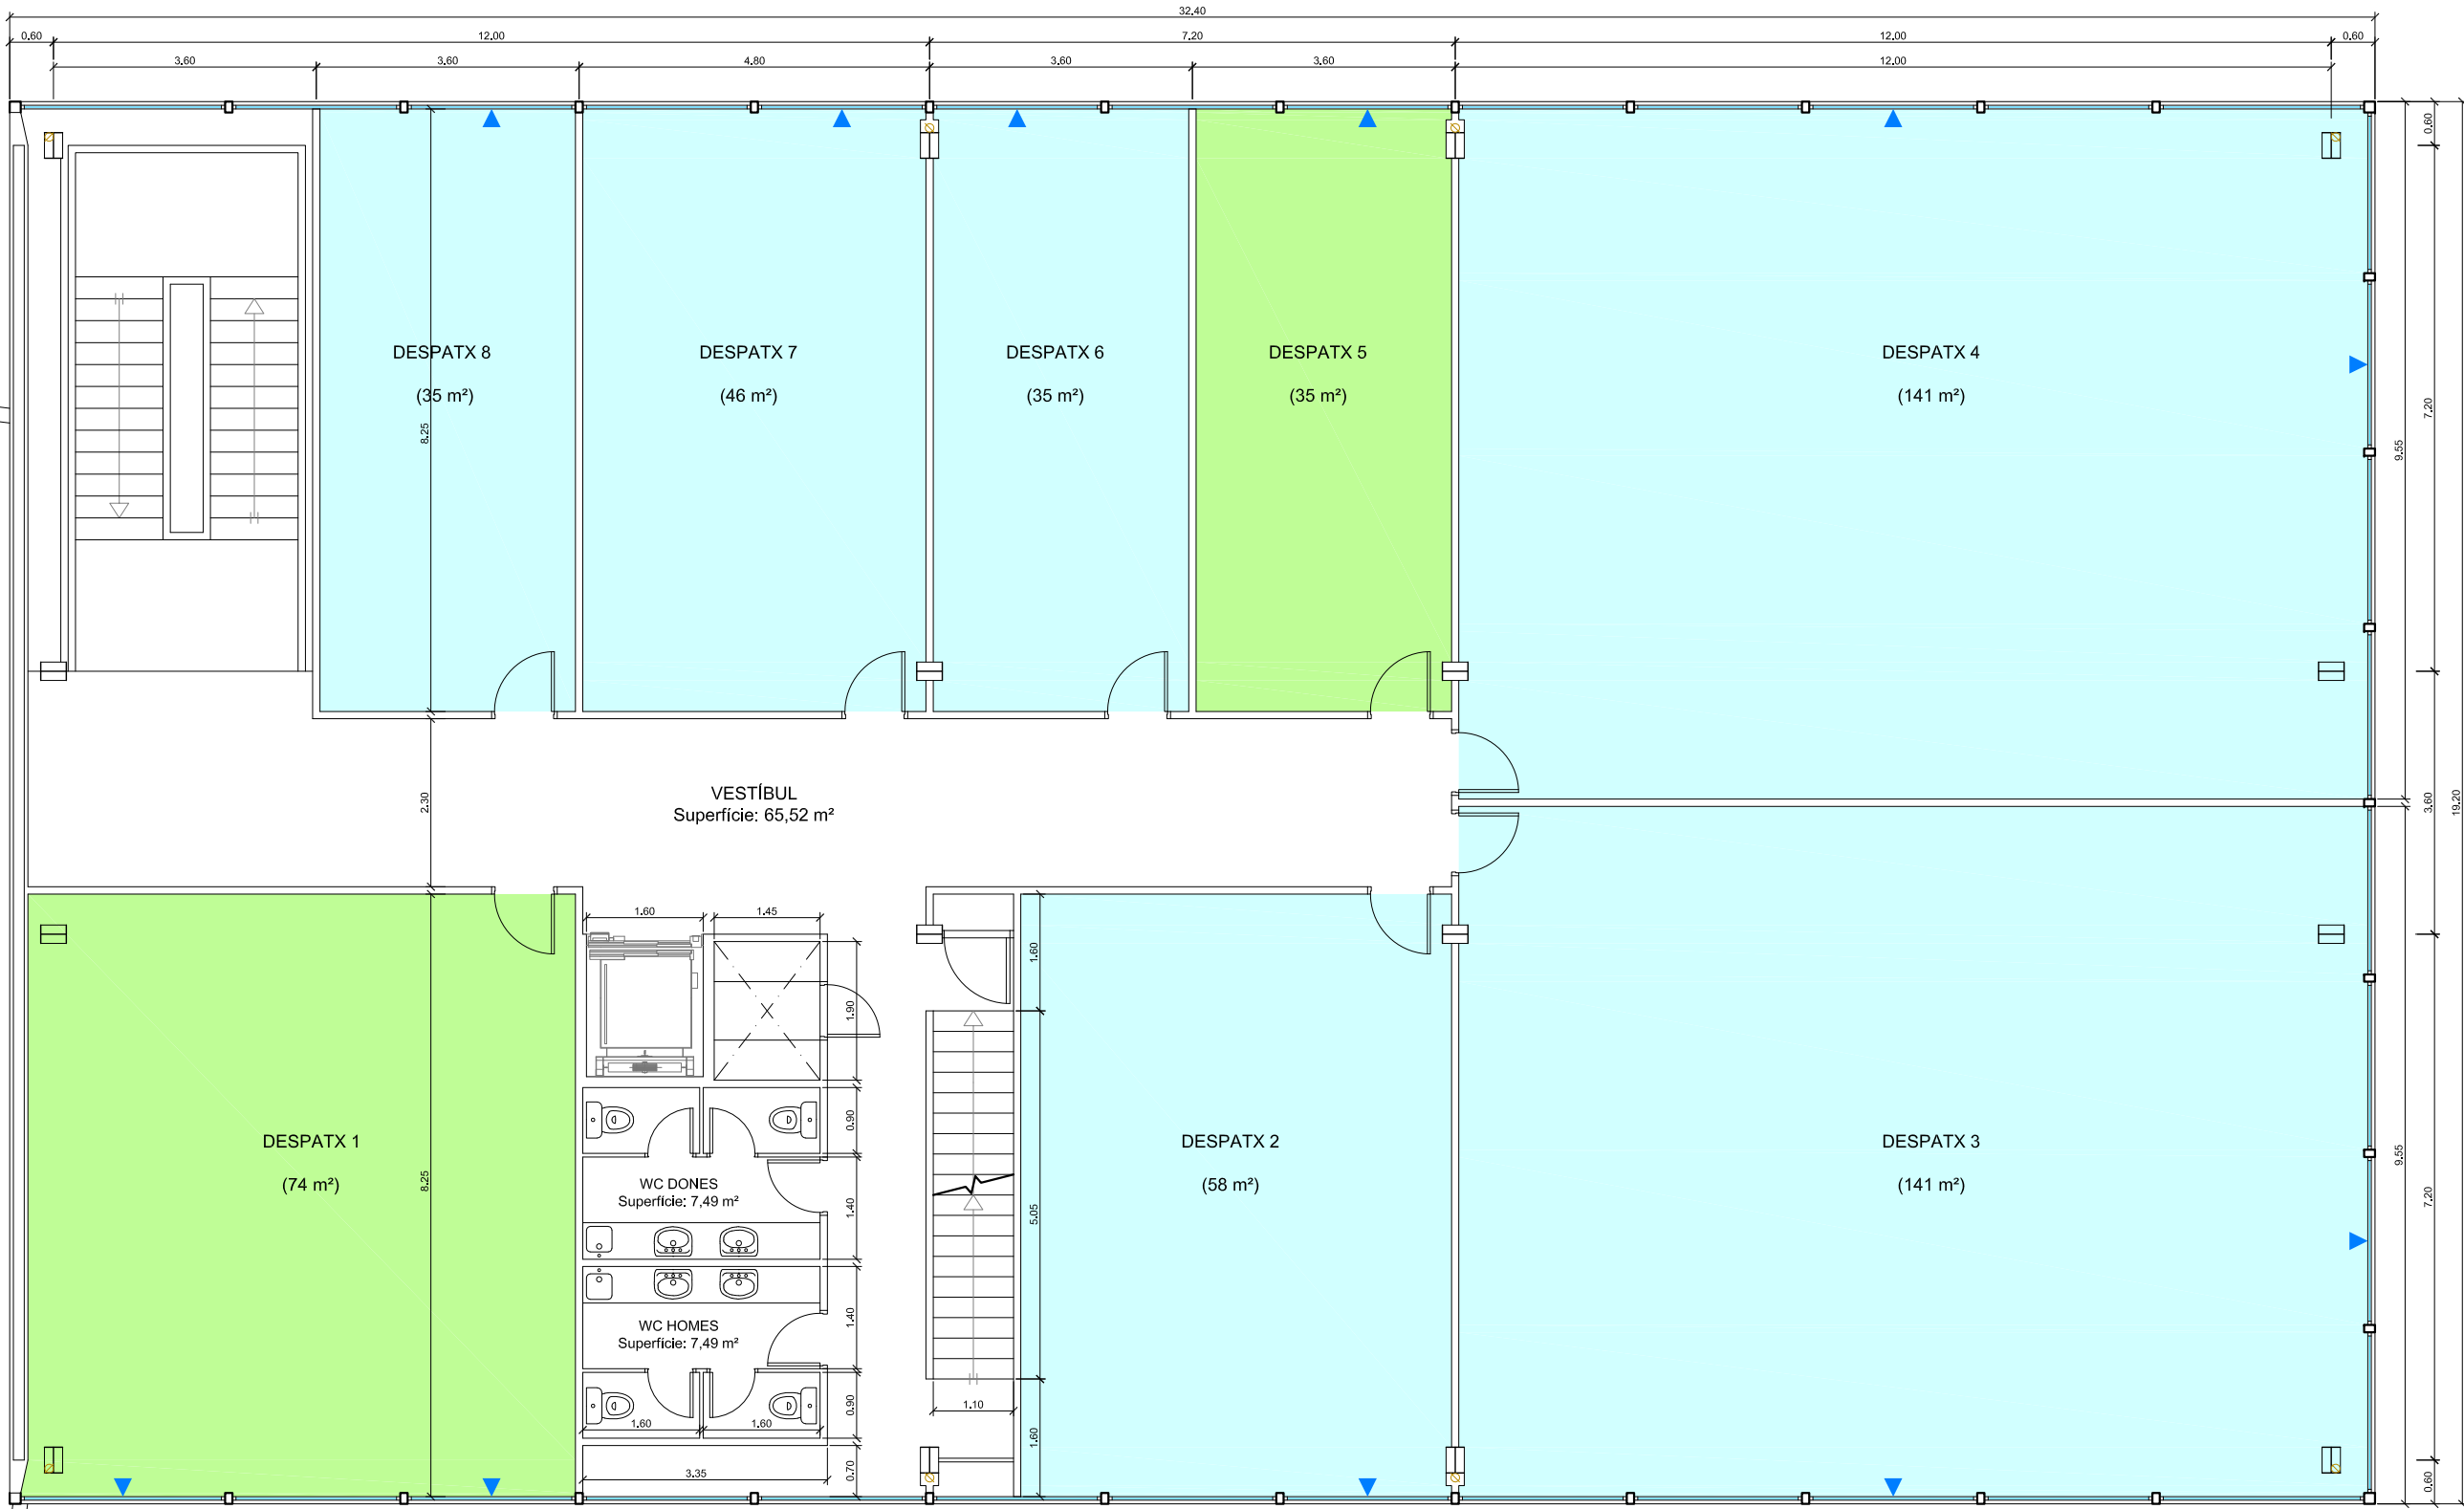 32.40
0.60
12.00
7.20
12.00
0.60
3.60
3.60
4.80
3.60
3.60
12.00
0.60
DESPATX 8
(35 m²)
DESPATX 7
(46 m²)
DESPATX 6
(35 m²)
DESPATX 5
(35 m²)
DESPATX 4
(141 m²)
8.25
7.20
9.55
VESTÍBUL
Superfície: 65,52 m²
2.30
3.60
19.20
1.60
1.45
1.60
1.90
DESPATX 1
(74 m²)
8.25
0.90
WC DONES
Superfície: 7,49 m²
1.40
5.05
DESPATX 2
(58 m²)
DESPATX 3
(141 m²)
9.55
7.20
WC HOMES
Superfície: 7,49 m²
1.40
0.90
1.60
1.60
1.10
1.60
3.35
0.70
0.60